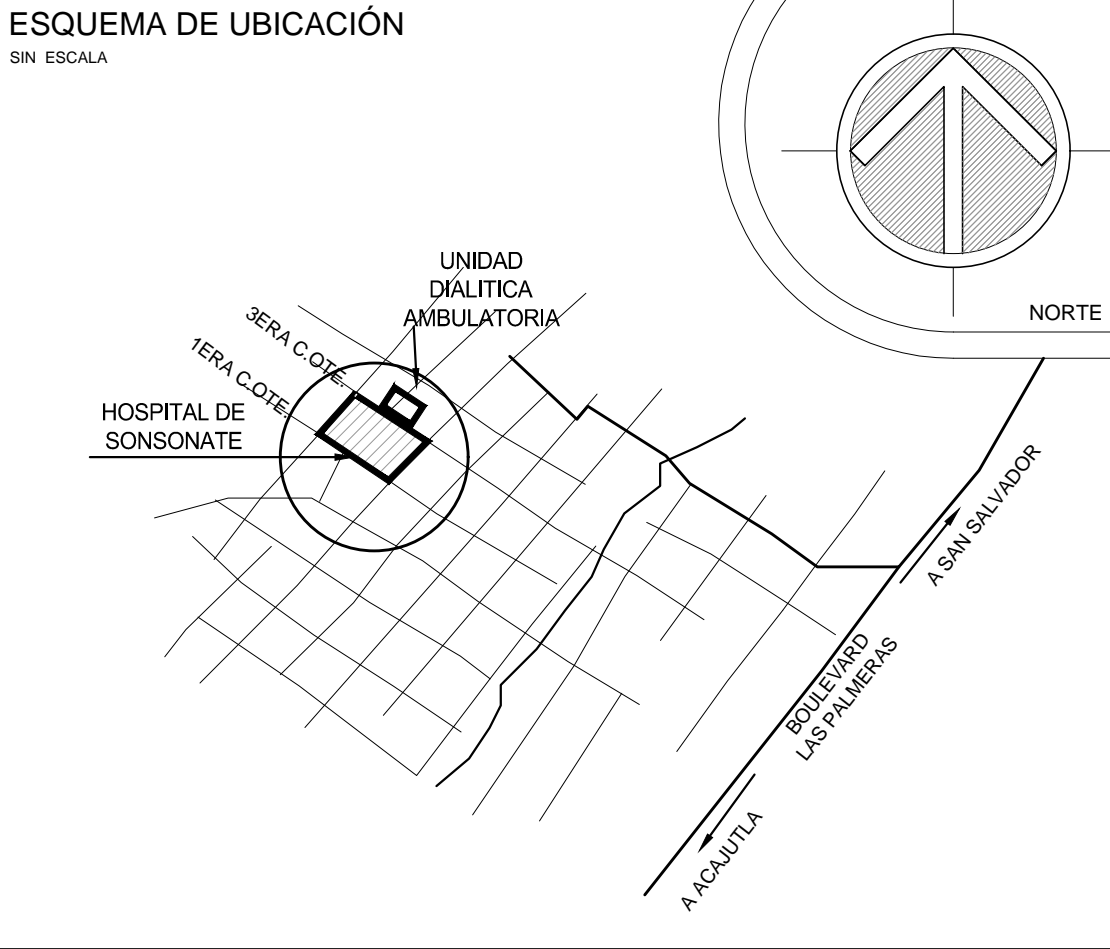 ESQUEMA DE UBICACIÓN
SIN ESCALA
NORTE
UNIDAD
DIALITICA
AMBULATORIA
3ERA C.OTE.
1ERA C.OTE.
HOSPITAL DE
SONSONATE
A SAN SALVADOR
BOULEVARD
LAS PALMERAS
A ACAJUTLA